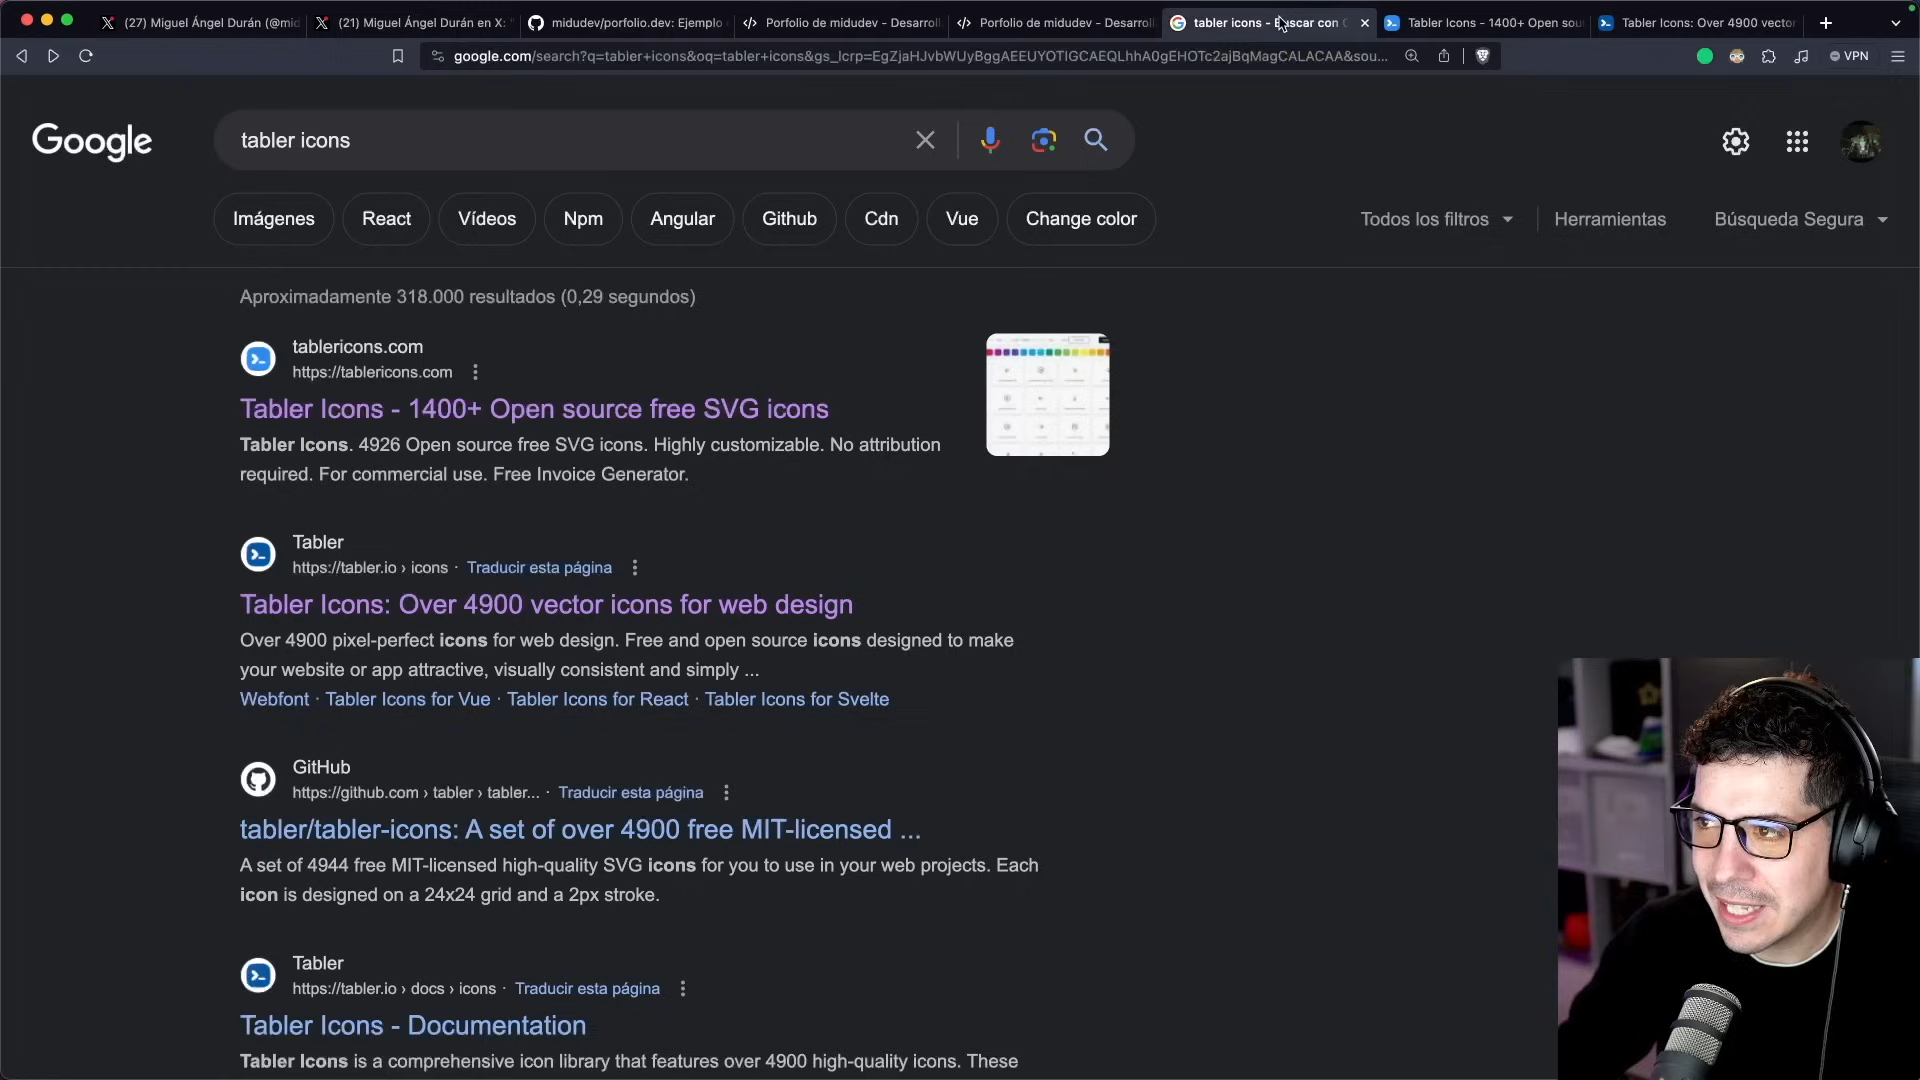 (27) Miguel Ángel Durán (@mid
(21) Miguel Ángel Durán en X: "
midudev/porfolio.dev: Ejemplo
Porfolio de midudev - Desarroll
Porfolio de midudev - Desarroll
tabler icons - Buscar con
Tabler Icons - 1400+ Open sou
Tabler Icons: Over 4900 vector
google.com/search?q=tabler+icons&oq=tabler+icons&gs_lcrp=EgZjaHJvbWUyBggAEEUYOTIGCAEQLhhA0gEHOTc2ajBqMagCALACAA&sou...
VPN
Google
tabler icons
Imágenes
React
Vídeos
Npm
Angular
Github
Cdn
Vue
Change color
Todos los filtros
Herramientas
Búsqueda Segura
Aproximadamente 318.000 resultados (0,29 segundos)
tablericons.com
https://tablericons.com
Tabler Icons - 1400+ Open source free SVG icons
Tabler Icons. 4926 Open source free SVG icons. Highly customizable. No attribution
required. For commercial use. Free Invoice Generator.
Tabler
https://tabler.io › icons · Traducir esta página
Tabler Icons: Over 4900 vector icons for web design
Over 4900 pixel-perfect icons for web design. Free and open source icons designed to make
your website or app attractive, visually consistent and simply ...
Webfont · Tabler Icons for Vue · Tabler Icons for React · Tabler Icons for Svelte
GitHub
https://github.com › tabler › tabler... · Traducir esta página
tabler/tabler-icons: A set of over 4900 free MIT-licensed ...
A set of 4944 free MIT-licensed high-quality SVG icons for you to use in your web projects. Each
icon is designed on a 24x24 grid and a 2px stroke.
Tabler
https://tabler.io › docs › icons · Traducir esta página
Tabler Icons - Documentation
Tabler Icons is a comprehensive icon library that features over 4900 high-quality icons. These